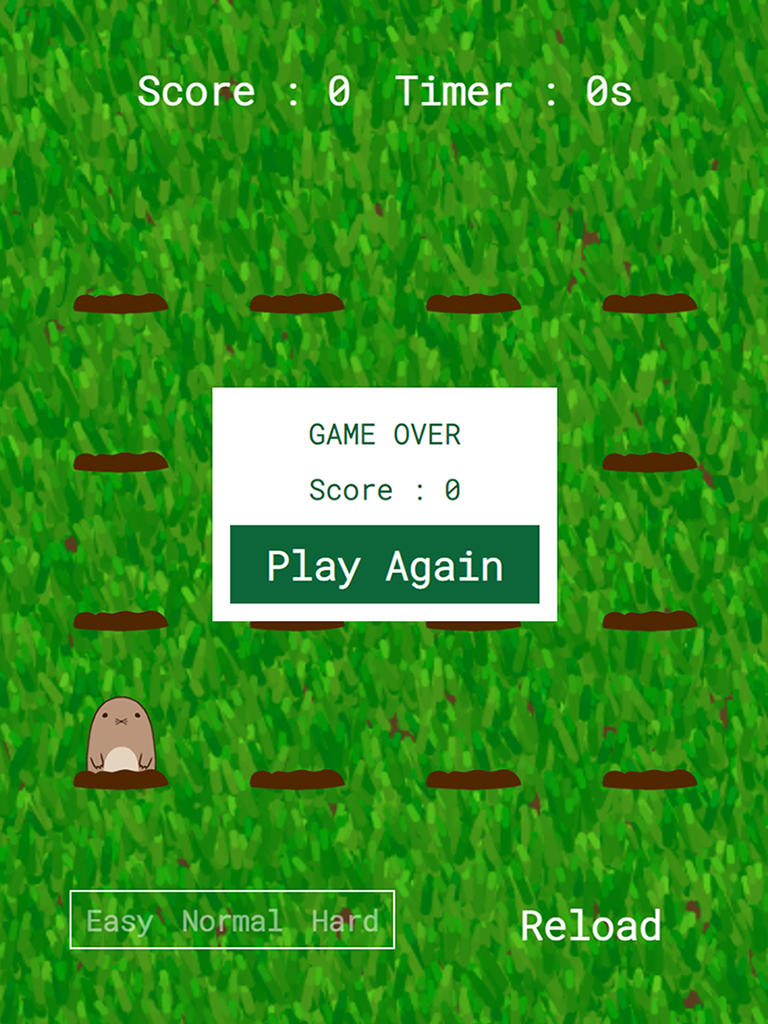 Score : 0  Timer : 0s
GAME OVER
Score : 0
Play Again
Easy  Normal  Hard
Reload